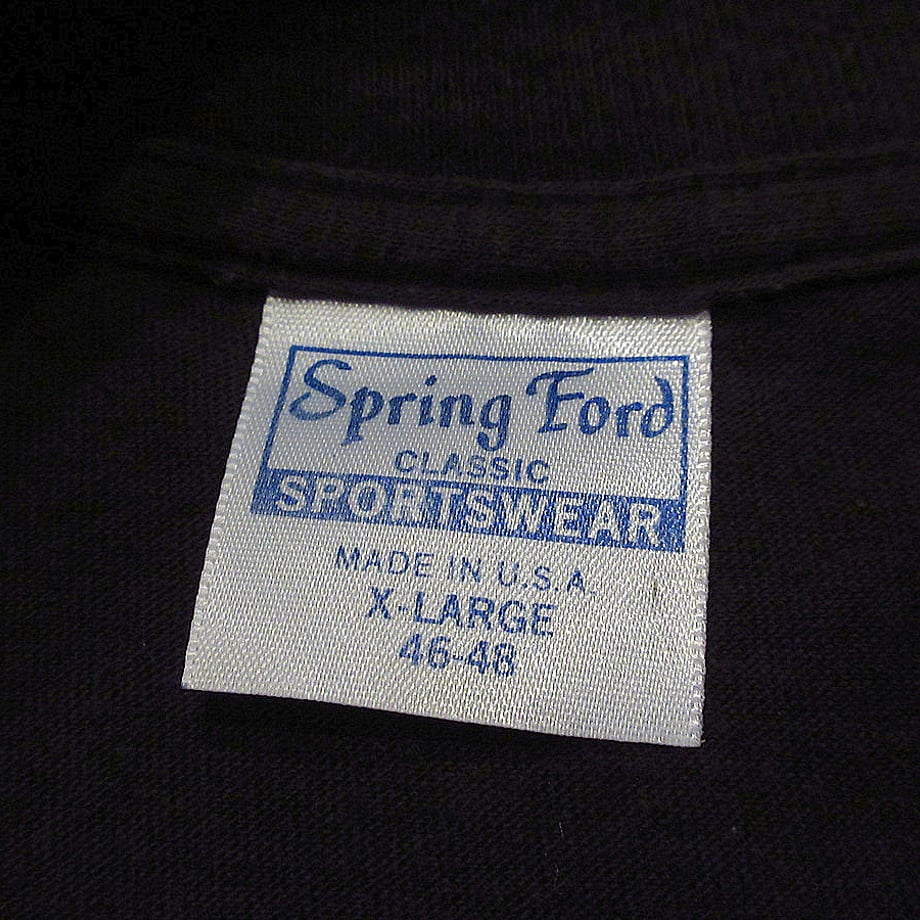 Spring Ford
CLASSIC
SPORTSWEAR
MADE IN U.S.A.
X-LARGE
46-48